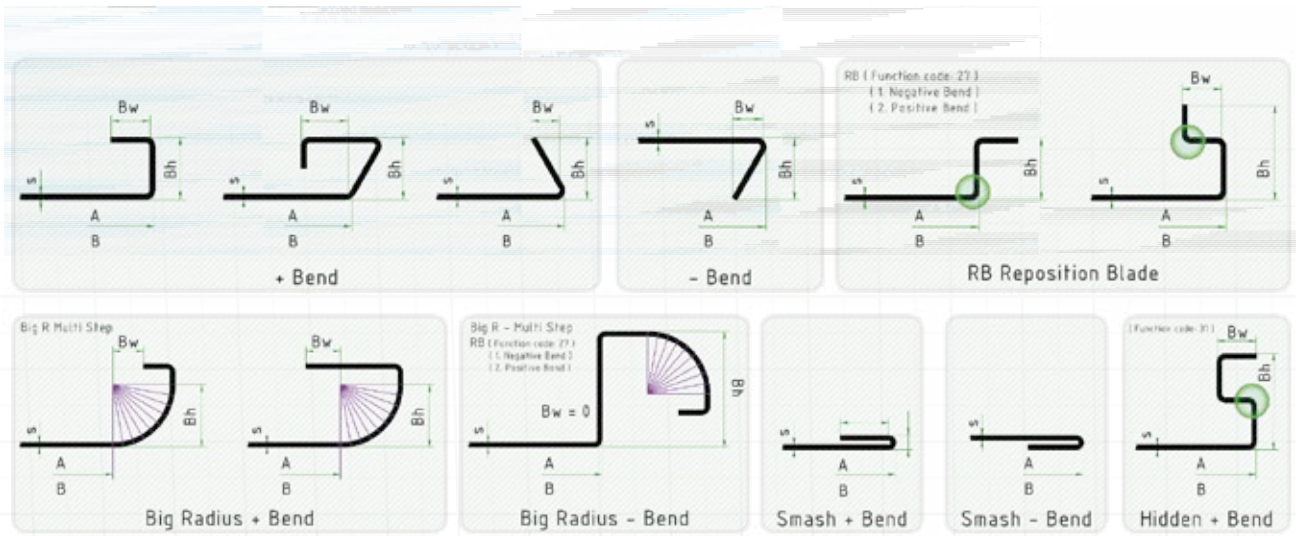 Bw
s
Bh
A
B
Bw
s
Bh
A
B
Bw
s
Bh
A
B
+ Bend
s
Bw
Bh
A
B
- Bend
RB ( Function code: 27 )
( 1. Negative Bend )
( 2. Positive Bend )
s
Bh
A
B
Bw
s
Bh
A
B
RB Reposition Blade
Big R Multi Step
Bw
s
Bh
A
B
Bw
s
Bh
A
B
Big Radius + Bend
Big R - Multi Step
RB ( Function code: 27 )
( 1. Negative Bend )
( 2. Positive Bend )
Bw = 0
Bh
s
A
B
Big Radius - Bend
s
A
B
Smash + Bend
s
A
B
Smash - Bend
( Function code: 31 )
Bw
Bh
s
A
B
Hidden + Bend